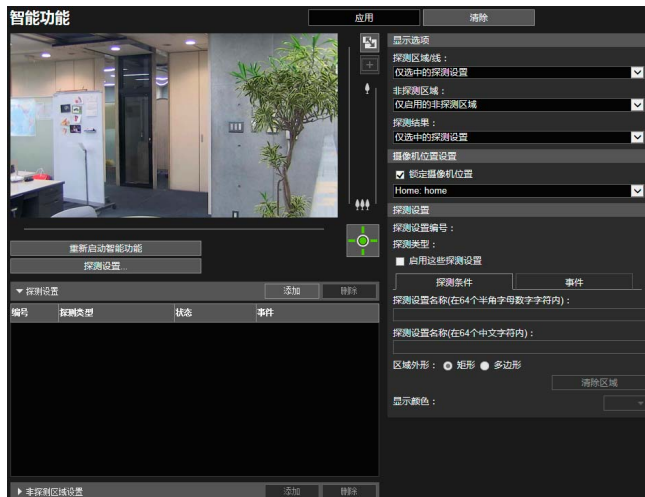 智能功能
应用
清除
重新启动智能功能
探测设置...
▼ 探测设置
添加
删除
编号
探测类型
状态
事件
▶ 非探测区域设置
添加
删除
显示选项
探测区域/线：
仅选中的探测设置
非探测区域：
仅启用的非探测区域
探测结果：
仅选中的探测设置
摄像机位置设置
锁定摄像机位置
Home: home
探测设置
探测设置编号：
探测类型：
启用这些探测设置
探测条件
事件
探测设置名称(在64个半角字母数字字符内)：
探测设置名称(在64个中文字符内)：
区域外形： 矩形 多边形
清除区域
显示颜色：